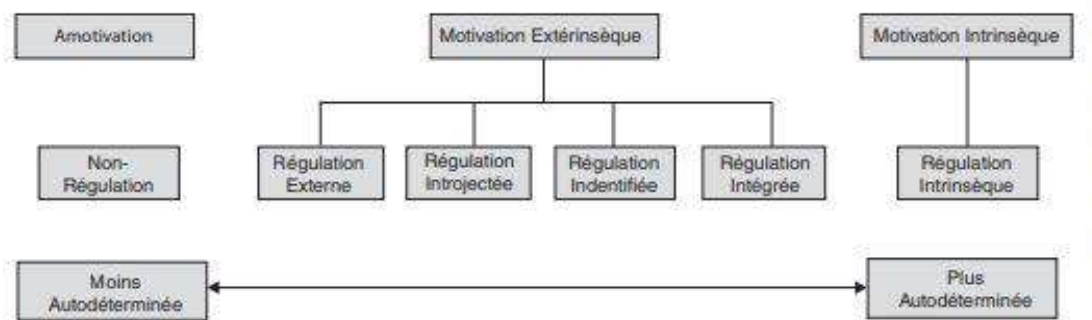 Amotivation
Motivation Extérinsèque
Motivation Intrinsèque
Non-
Régulation
Régulation
Externe
Régulation
Introjectée
Régulation
Indentifiée
Régulation
Intégrée
Régulation
Intrinsèque
Moins
Autodéterminée
Plus
Autodéterminée